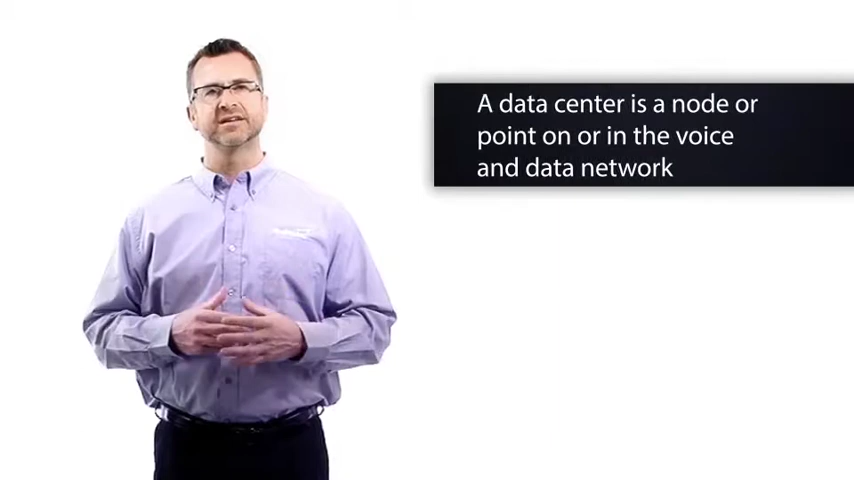 A data center is a node or
point on or in the voice
and data network